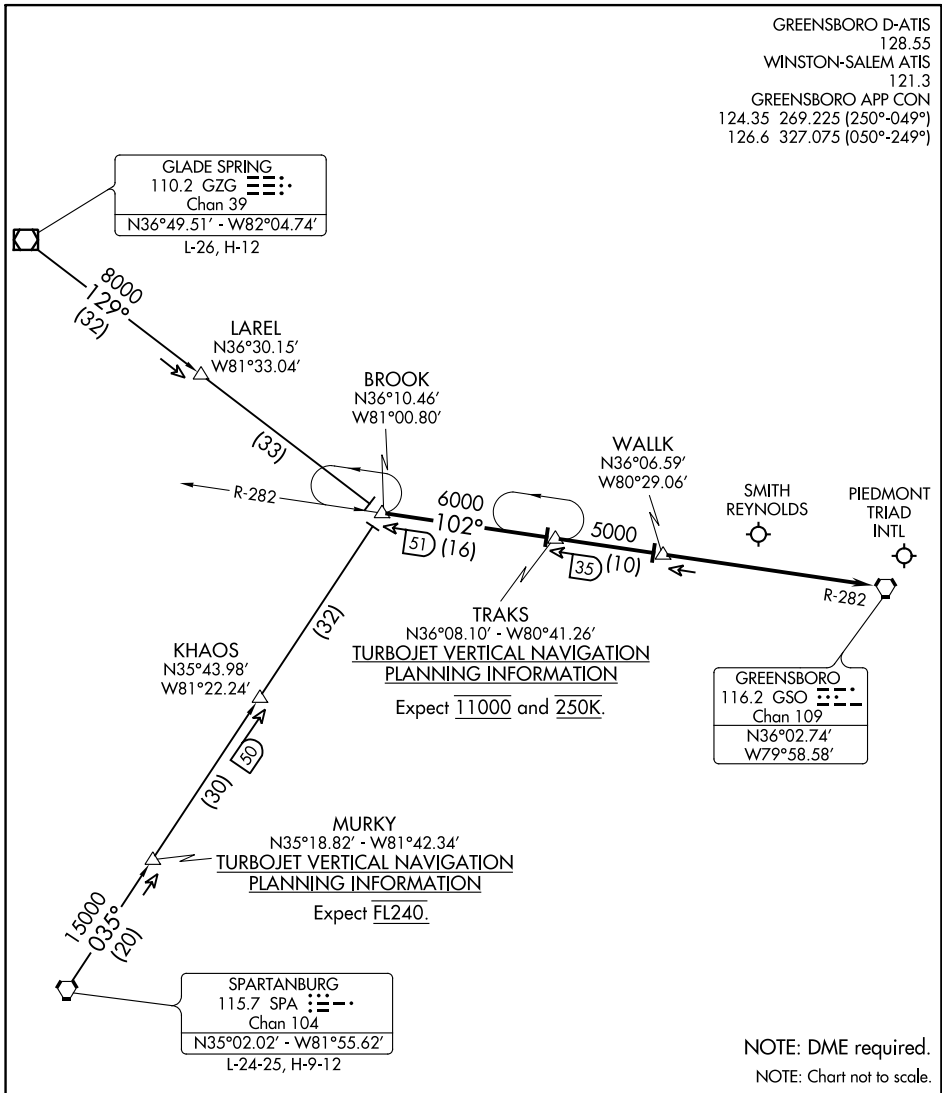 GREENSBORO D-ATIS
128.55
WINSTON-SALEM ATIS
121.3
GREENSBORO APP CON
124.35 269.225 (250°-049°)
126.6 327.075 (050°-249°)
GLADE SPRING
110.2 GZG
Chan 39
N36°49.51' - W82°04.74'
L-26, H-12
8000
129°
(32)
LAREL
N36°30.15'
W81°33.04'
(33)
BROOK
N36°10.46'
W81°00.80'
R-282
6000
102°
51
(16)
WALLK
N36°06.59'
W80°29.06'
5000
35
(10)
SMITH
REYNOLDS
PIEDMONT
TRIAD
INTL
R-282
TRAKS
N36°08.10' - W80°41.26'
TURBOJET VERTICAL NAVIGATION
PLANNING INFORMATION
Expect 11000 and 250K.
GREENSBORO
116.2 GSO
Chan 109
N36°02.74'
W79°58.58'
(32)
KHAOS
N35°43.98'
W81°22.24'
50
(30)
MURKY
N35°18.82' - W81°42.34'
TURBOJET VERTICAL NAVIGATION
PLANNING INFORMATION
Expect FL240.
15000
035°
(20)
SPARTANBURG
115.7 SPA
Chan 104
N35°02.02' - W81°55.62'
L-24-25, H-9-12
NOTE: DME required.
NOTE: Chart not to scale.